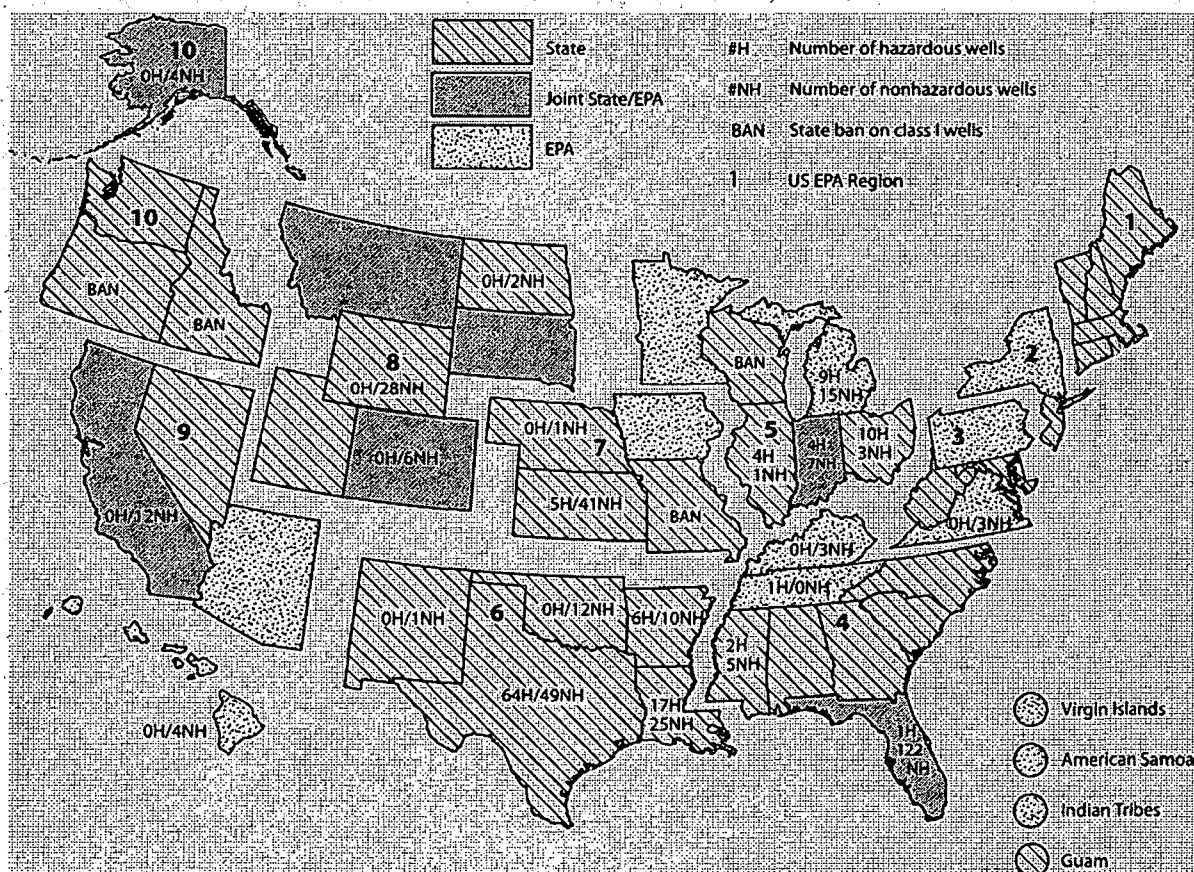 State
Joint State/EPA
EPA
#H Number of hazardous wells
#NH Number of nonhazardous wells
BAN State ban on class I wells
1 US EPA Region
10
0H/4NH
10
BAN
BAN
0H/2NH
8
0H/28NH
0H/6NH
9
0H/12NH
0H/4NH
0H/1NH
7
5H/41NH
BAN
BAN
9H
15NH
5
4H
1NH
4H
7NH
10H
3NH
1
2
3
0H/3NH
0H/3NH
1H/0NH
4
2H
5NH
6
0H/1NH
0H/12NH
6H/10NH
64H/49NH
17H
25NH
1H
122
NH
Virgin Islands
American Samoa
Indian Tribes
Guam